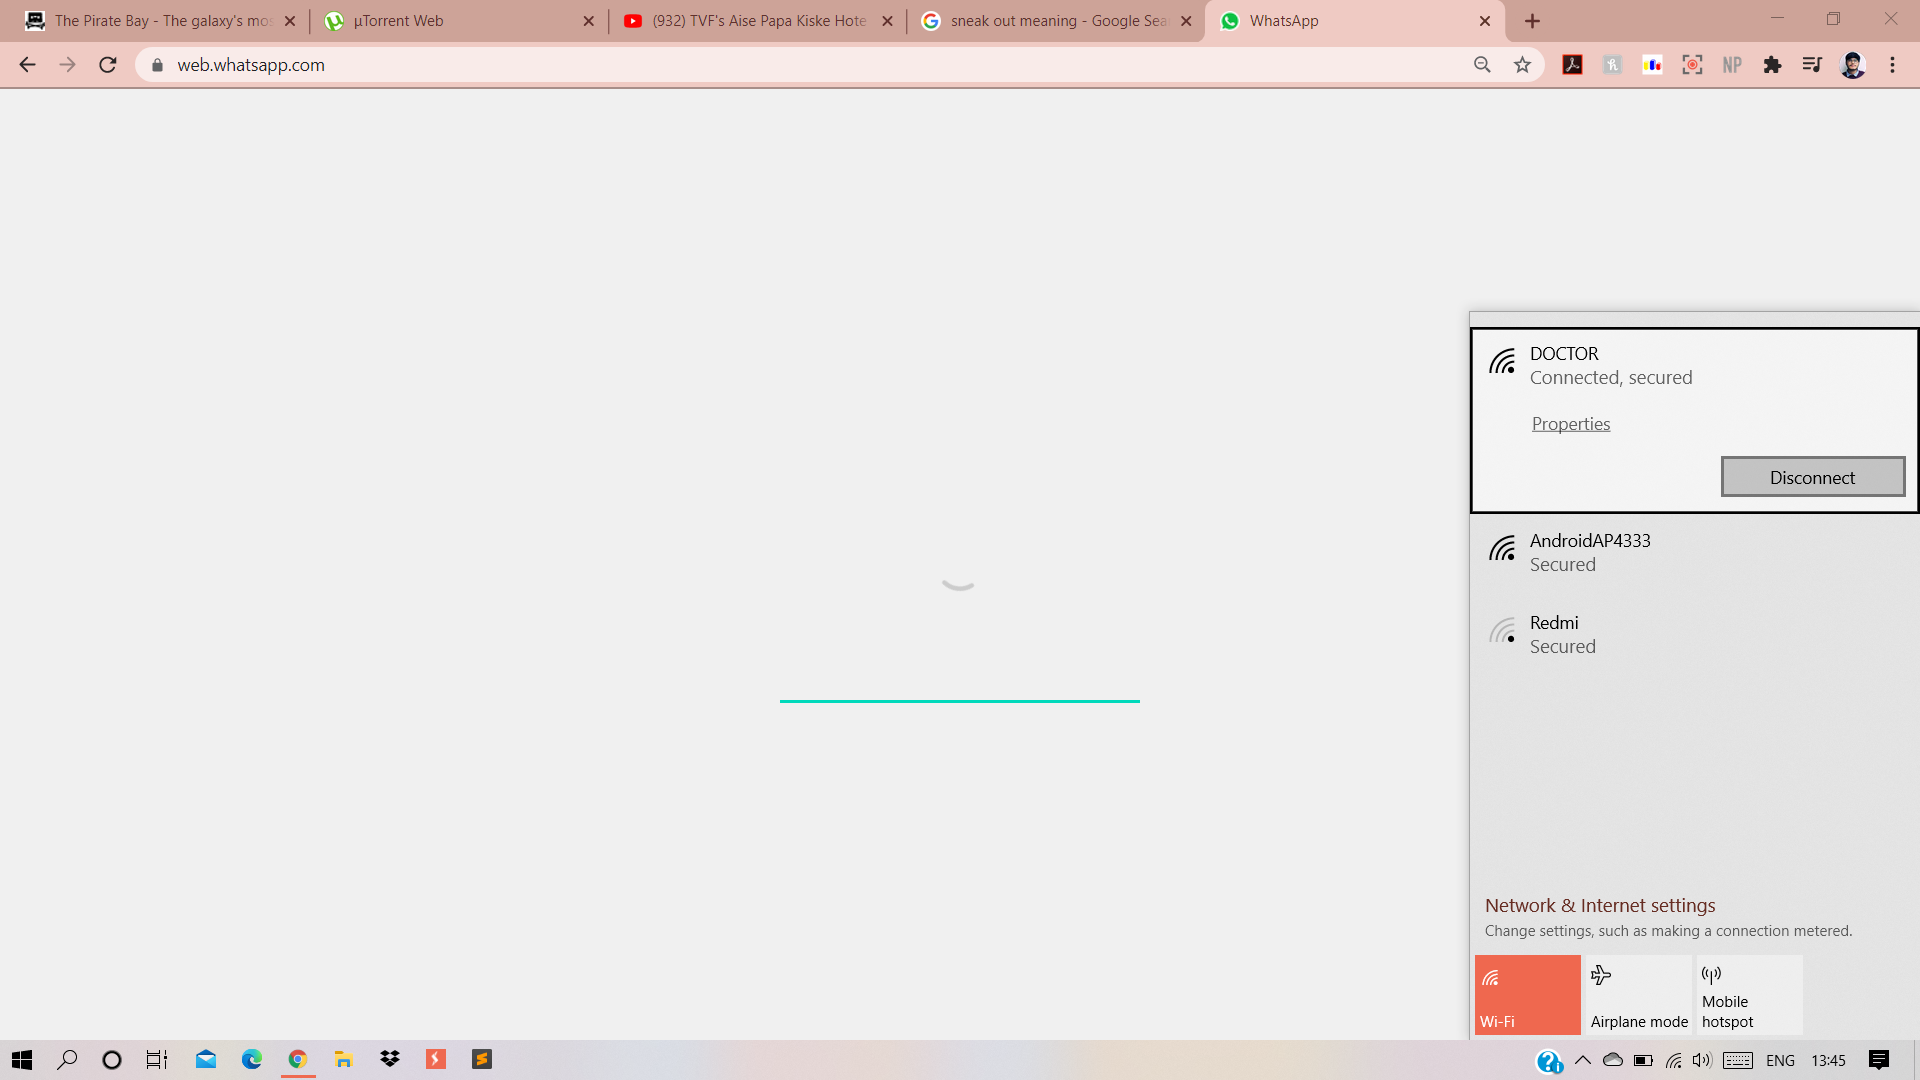 The Pirate Bay - The galaxy's mos
µTorrent Web
(932) TVF's Aise Papa Kiske Hote
sneak out meaning - Google Sea
WhatsApp
web.whatsapp.com
NP
DOCTOR
Connected, secured
Properties
Disconnect
AndroidAP4333
Secured
Redmi
Secured
Network & Internet settings
Change settings, such as making a connection metered.
Wi-Fi
Airplane mode
Mobile
hotspot
ENG
13:45